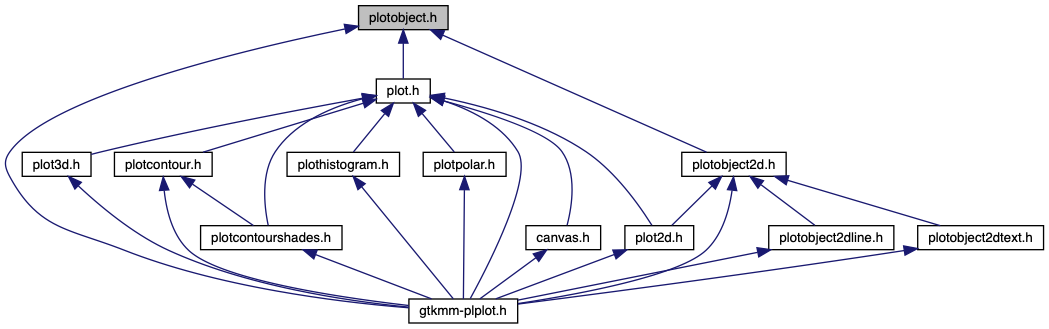 plotobject.h
plot.h
plot3d.h
plotcontour.h
plothistogram.h
plotpolar.h
plotobject2d.h
plotcontourshades.h
canvas.h
plot2d.h
plotobject2dline.h
plotobject2dtext.h
gtkmm-plplot.h